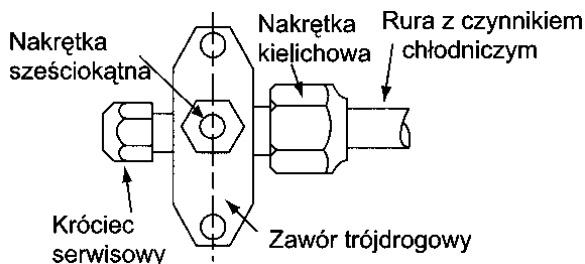 Nakrętka
sześciokątna
Nakrętka
kielichowa
Rura z czynnikiem
chłodniczym
Króciec
serwisowy
Zawór trójdrogowy